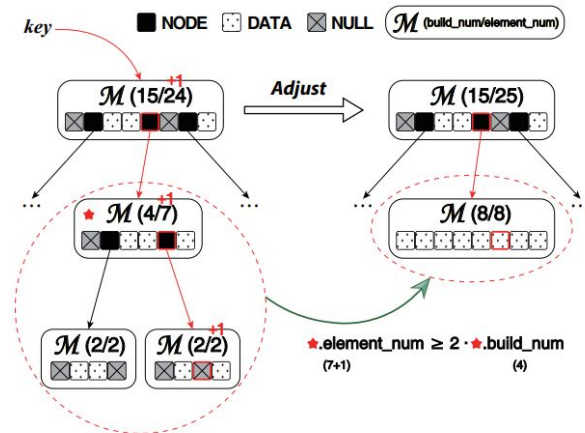 key
NODE DATA NULL M (build_num/element_num)
+1
M (15/24) Adjust M (15/25)
... ... ... ...
+1
★ M (4/7) M (8/8)
+1
M (2/2) M (2/2)
★.element_num ≥ 2 · ★.build_num
(7+1) (4)